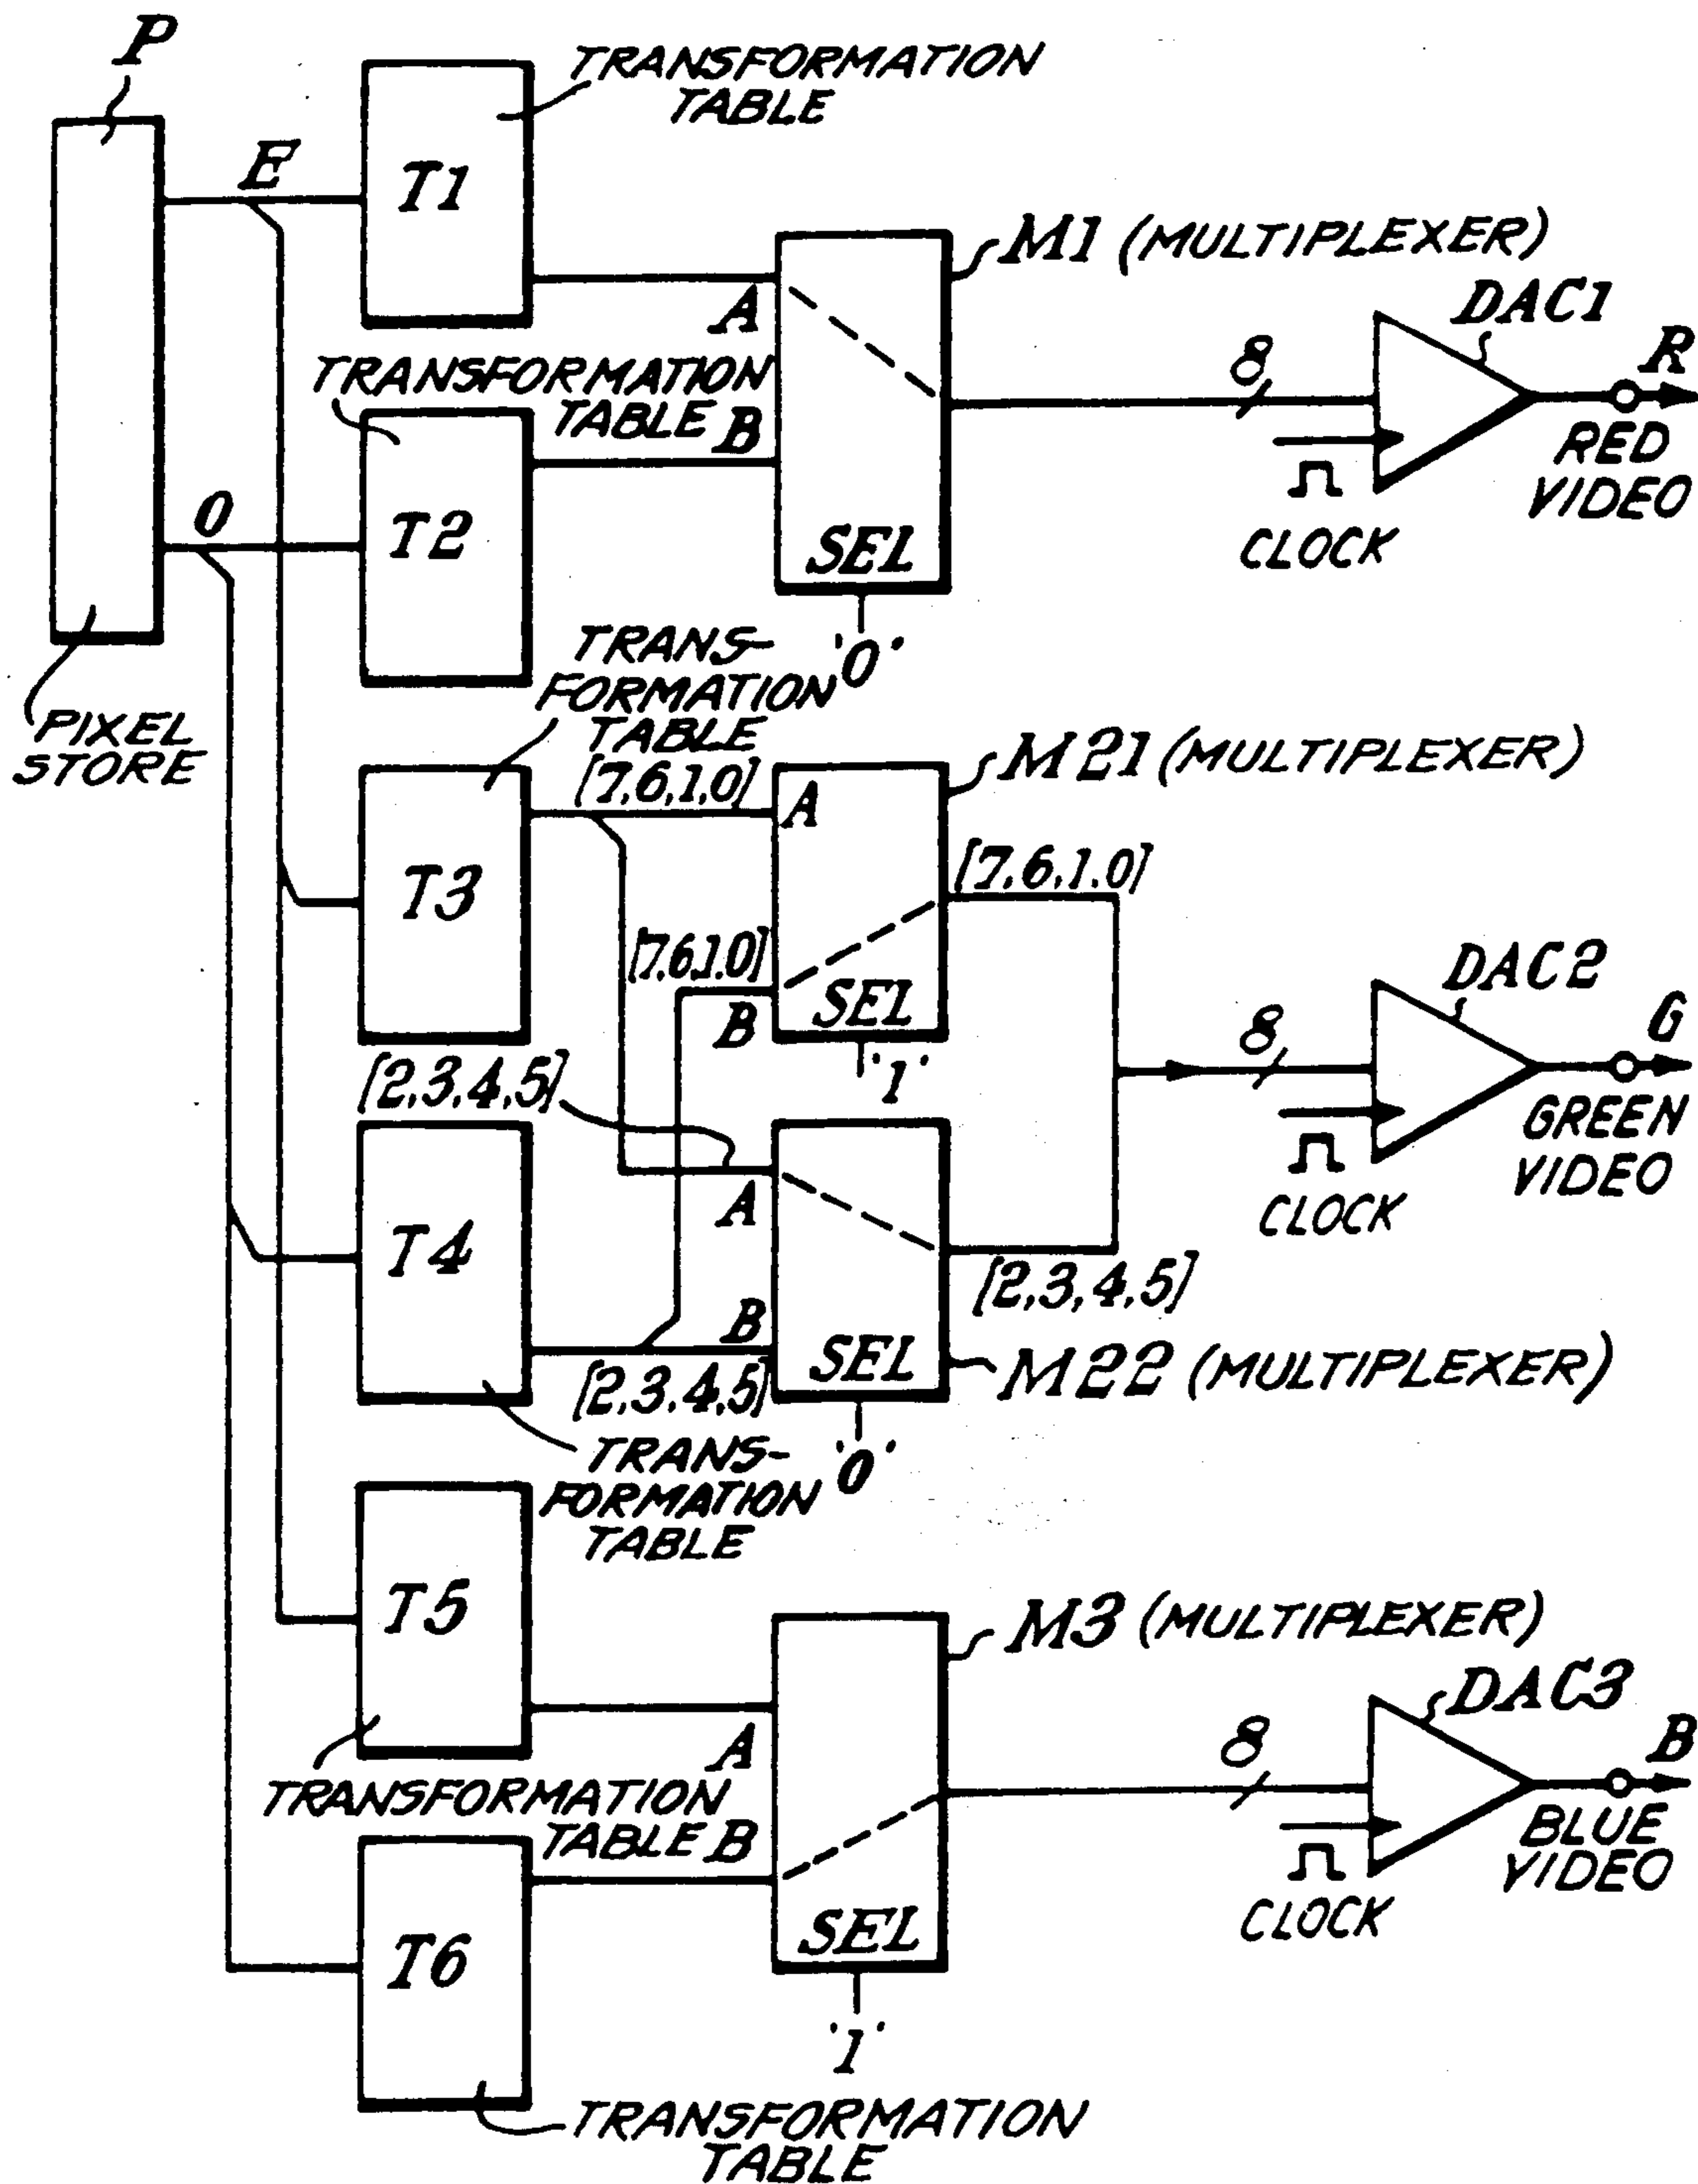 P
TRANSFORMATION
TABLE
E
T1
M1 (MULTIPLEXER)
A
DAC1
R
8
TRANSFORMATION
TABLE
B
RED
VIDEO
CLOCK
O
T2
SEL
'0'
PIXEL
STORE
TRANS-
FORMATION
TABLE
[7,6,1,0]
M21 (MULTIPLEXER)
A
T3
[7,6,1,0]
[7,6,1,0]
B
SEL
'1'
DAC2
G
8
GREEN
VIDEO
CLOCK
[2,3,4,5]
A
T4
[2,3,4,5]
B
SEL
M22 (MULTIPLEXER)
[2,3,4,5]
'0'
TRANS-
FORMATION
TABLE
T5
M3 (MULTIPLEXER)
DAC3
A
8
B
TRANSFORMATION
TABLE
B
BLUE
VIDEO
CLOCK
SEL
T6
'1'
TRANSFORMATION
TABLE